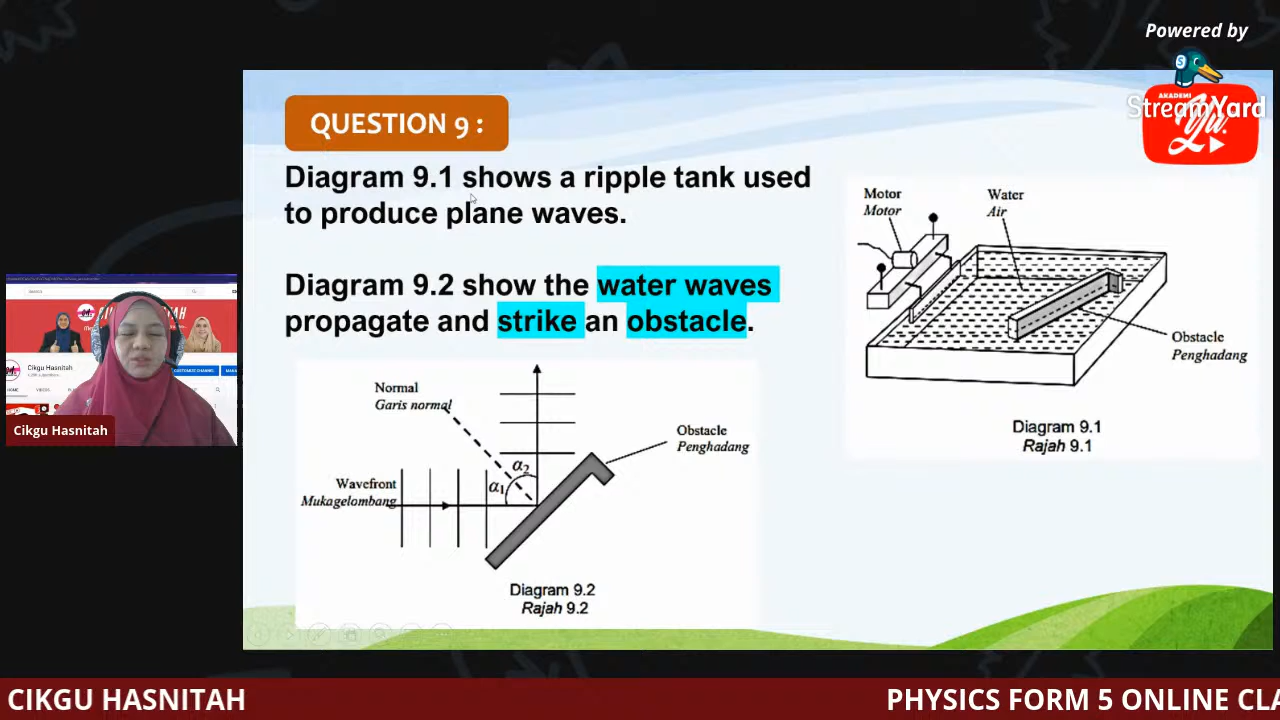 Powered by
StreamYard
AKADEMI
QUESTION 9 :
Diagram 9.1 shows a ripple tank used
to produce plane waves.
Diagram 9.2 show the water waves
propagate and strike an obstacle.
Motor
Motor
Water
Air
Obstacle
Penghadang
Diagram 9.1
Rajah 9.1
Normal
Garis normal
Obstacle
Penghadang
α2
α1
Wavefront
Mukagelombang
Diagram 9.2
Rajah 9.2
Cikgu Hasnitah
Cikgu Hasnitah
CIKGU HASNITAH
PHYSICS FORM 5 ONLINE CLA